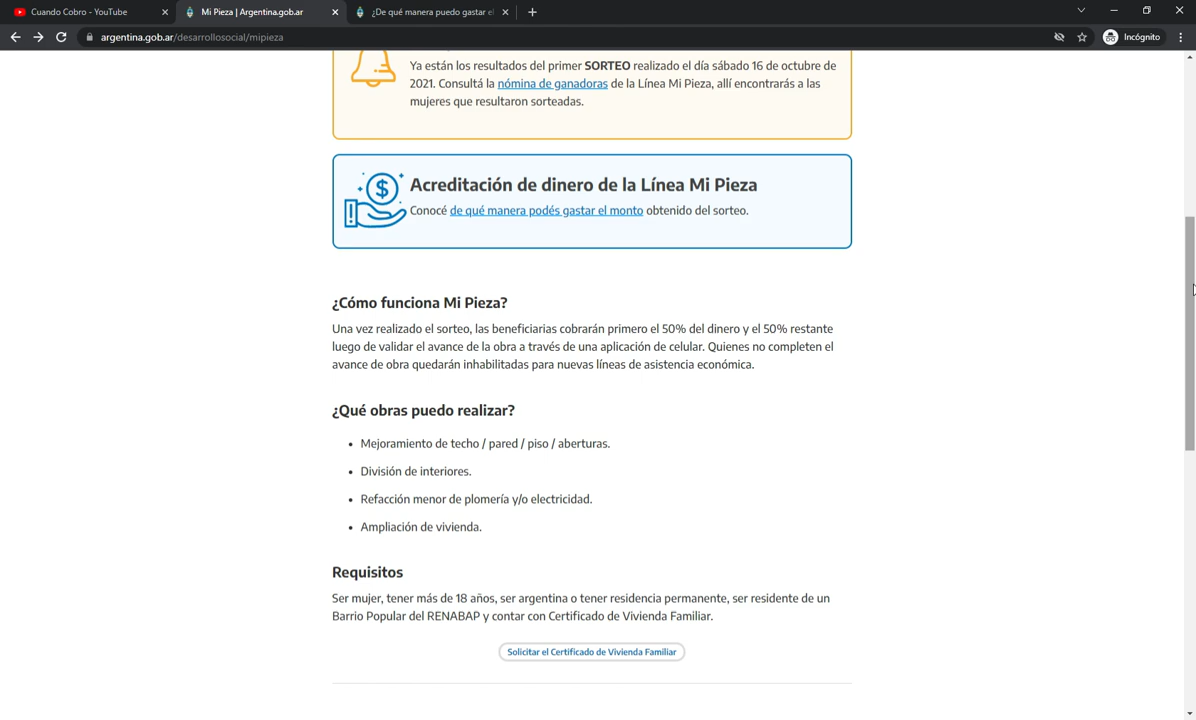 Cuando Cobro - YouTube
Mi Pieza | Argentina.gob.ar
¿De qué manera puedo gastar el
argentina.gob.ar/desarrollosocial/mipieza
Incógnito
Ya están los resultados del primer SORTEO realizado el día sábado 16 de octubre de
2021. Consultá la nómina de ganadoras de la Línea Mi Pieza, allí encontrarás a las
mujeres que resultaron sorteadas.
Acreditación de dinero de la Línea Mi Pieza
Conocé de qué manera podés gastar el monto obtenido del sorteo.
¿Cómo funciona Mi Pieza?
Una vez realizado el sorteo, las beneficiarias cobrarán primero el 50% del dinero y el 50% restante
luego de validar el avance de la obra a través de una aplicación de celular. Quienes no completen el
avance de obra quedarán inhabilitadas para nuevas líneas de asistencia económica.
¿Qué obras puedo realizar?
• Mejoramiento de techo / pared / piso / aberturas.
• División de interiores.
• Refacción menor de plomería y/o electricidad.
• Ampliación de vivienda.
Requisitos
Ser mujer, tener más de 18 años, ser argentina o tener residencia permanente, ser residente de un
Barrio Popular del RENABAP y contar con Certificado de Vivienda Familiar.
Solicitar el Certificado de Vivienda Familiar